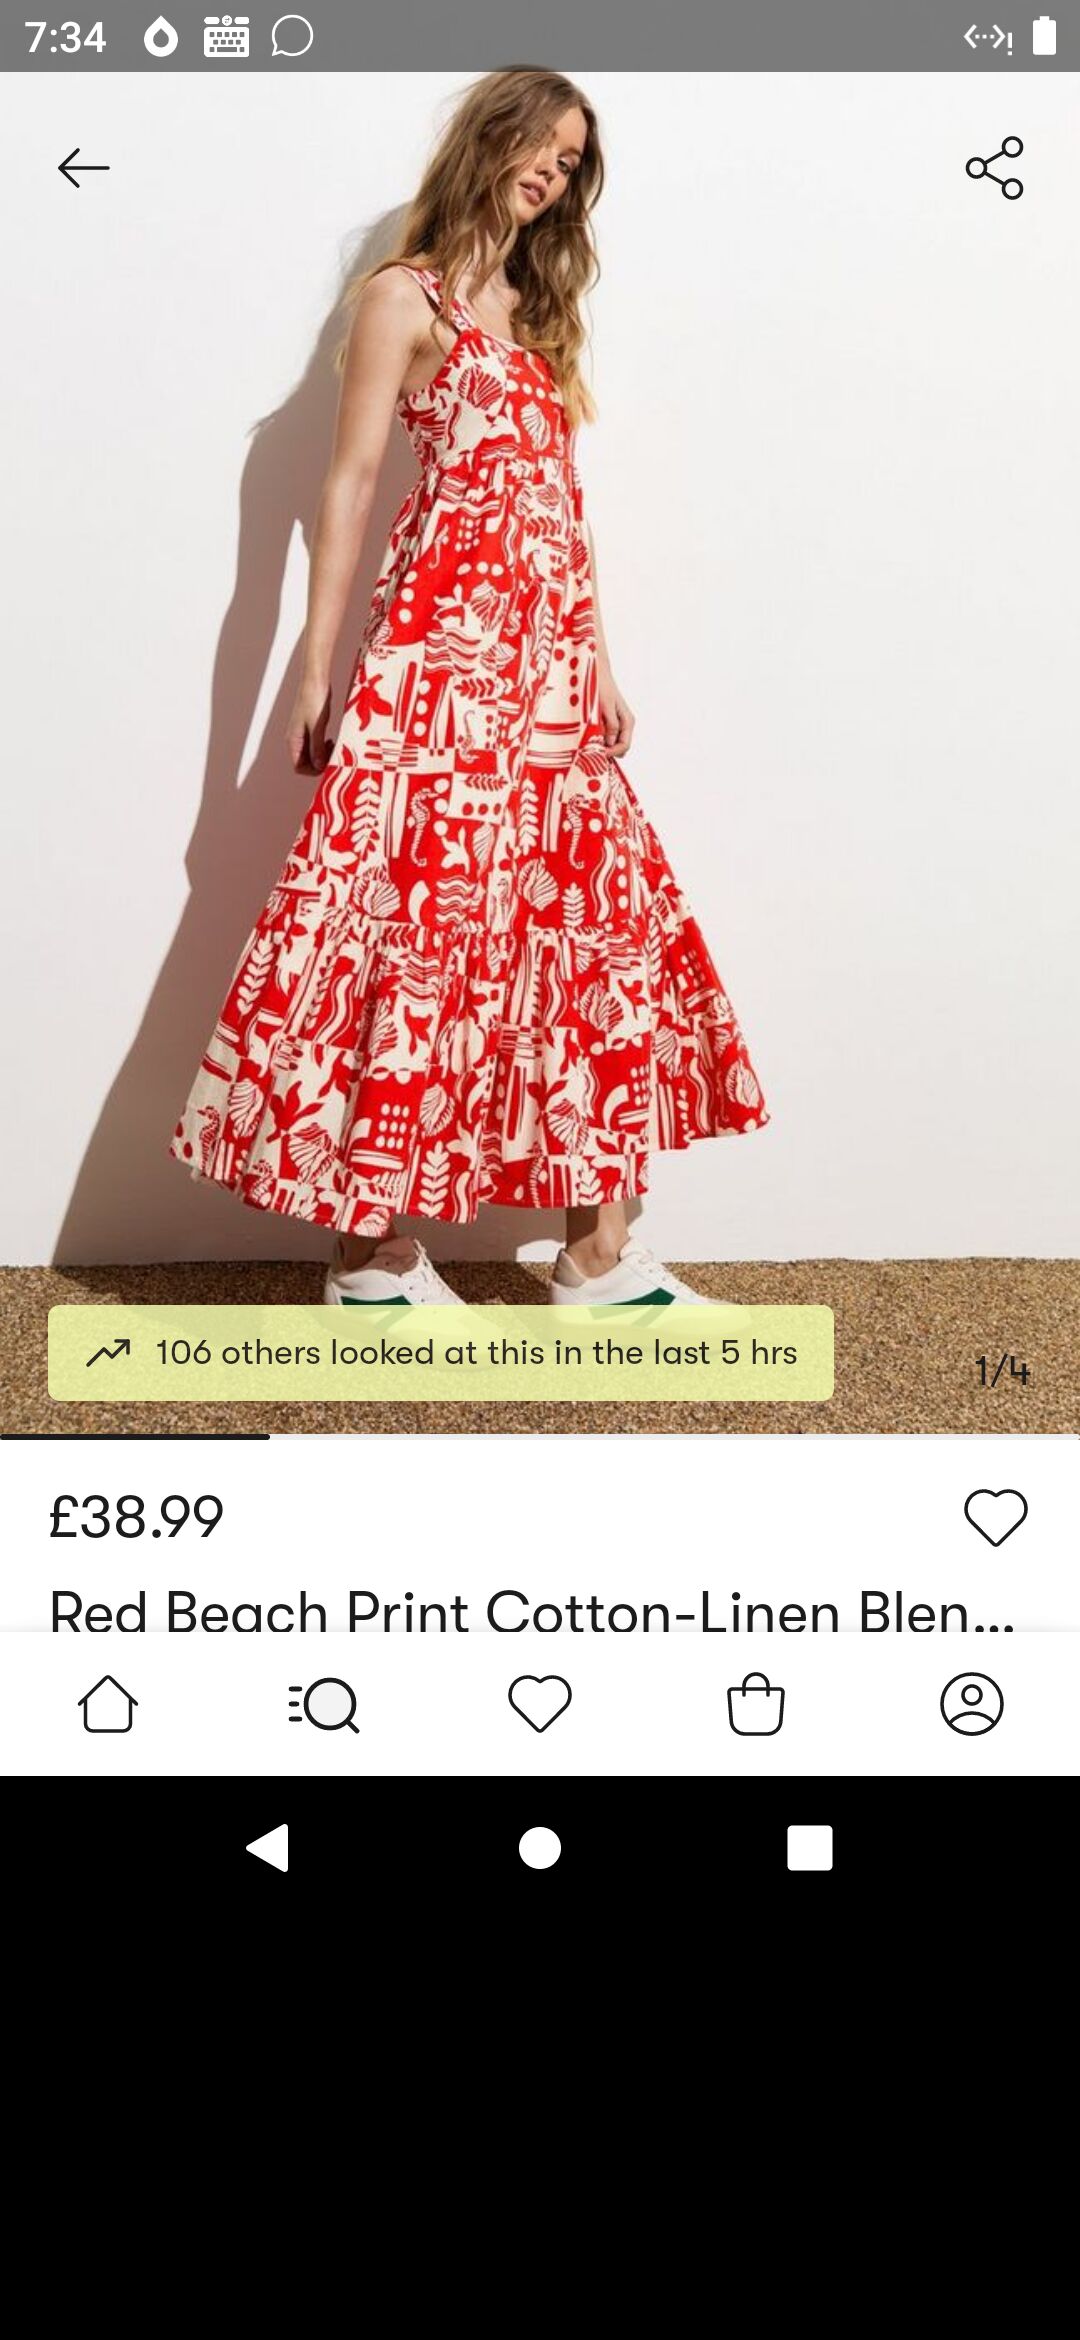 7:34
106 others looked at this in the last 5 hrs
1/4
£38.99
Red Beach Print Cotton-Linen Blen...